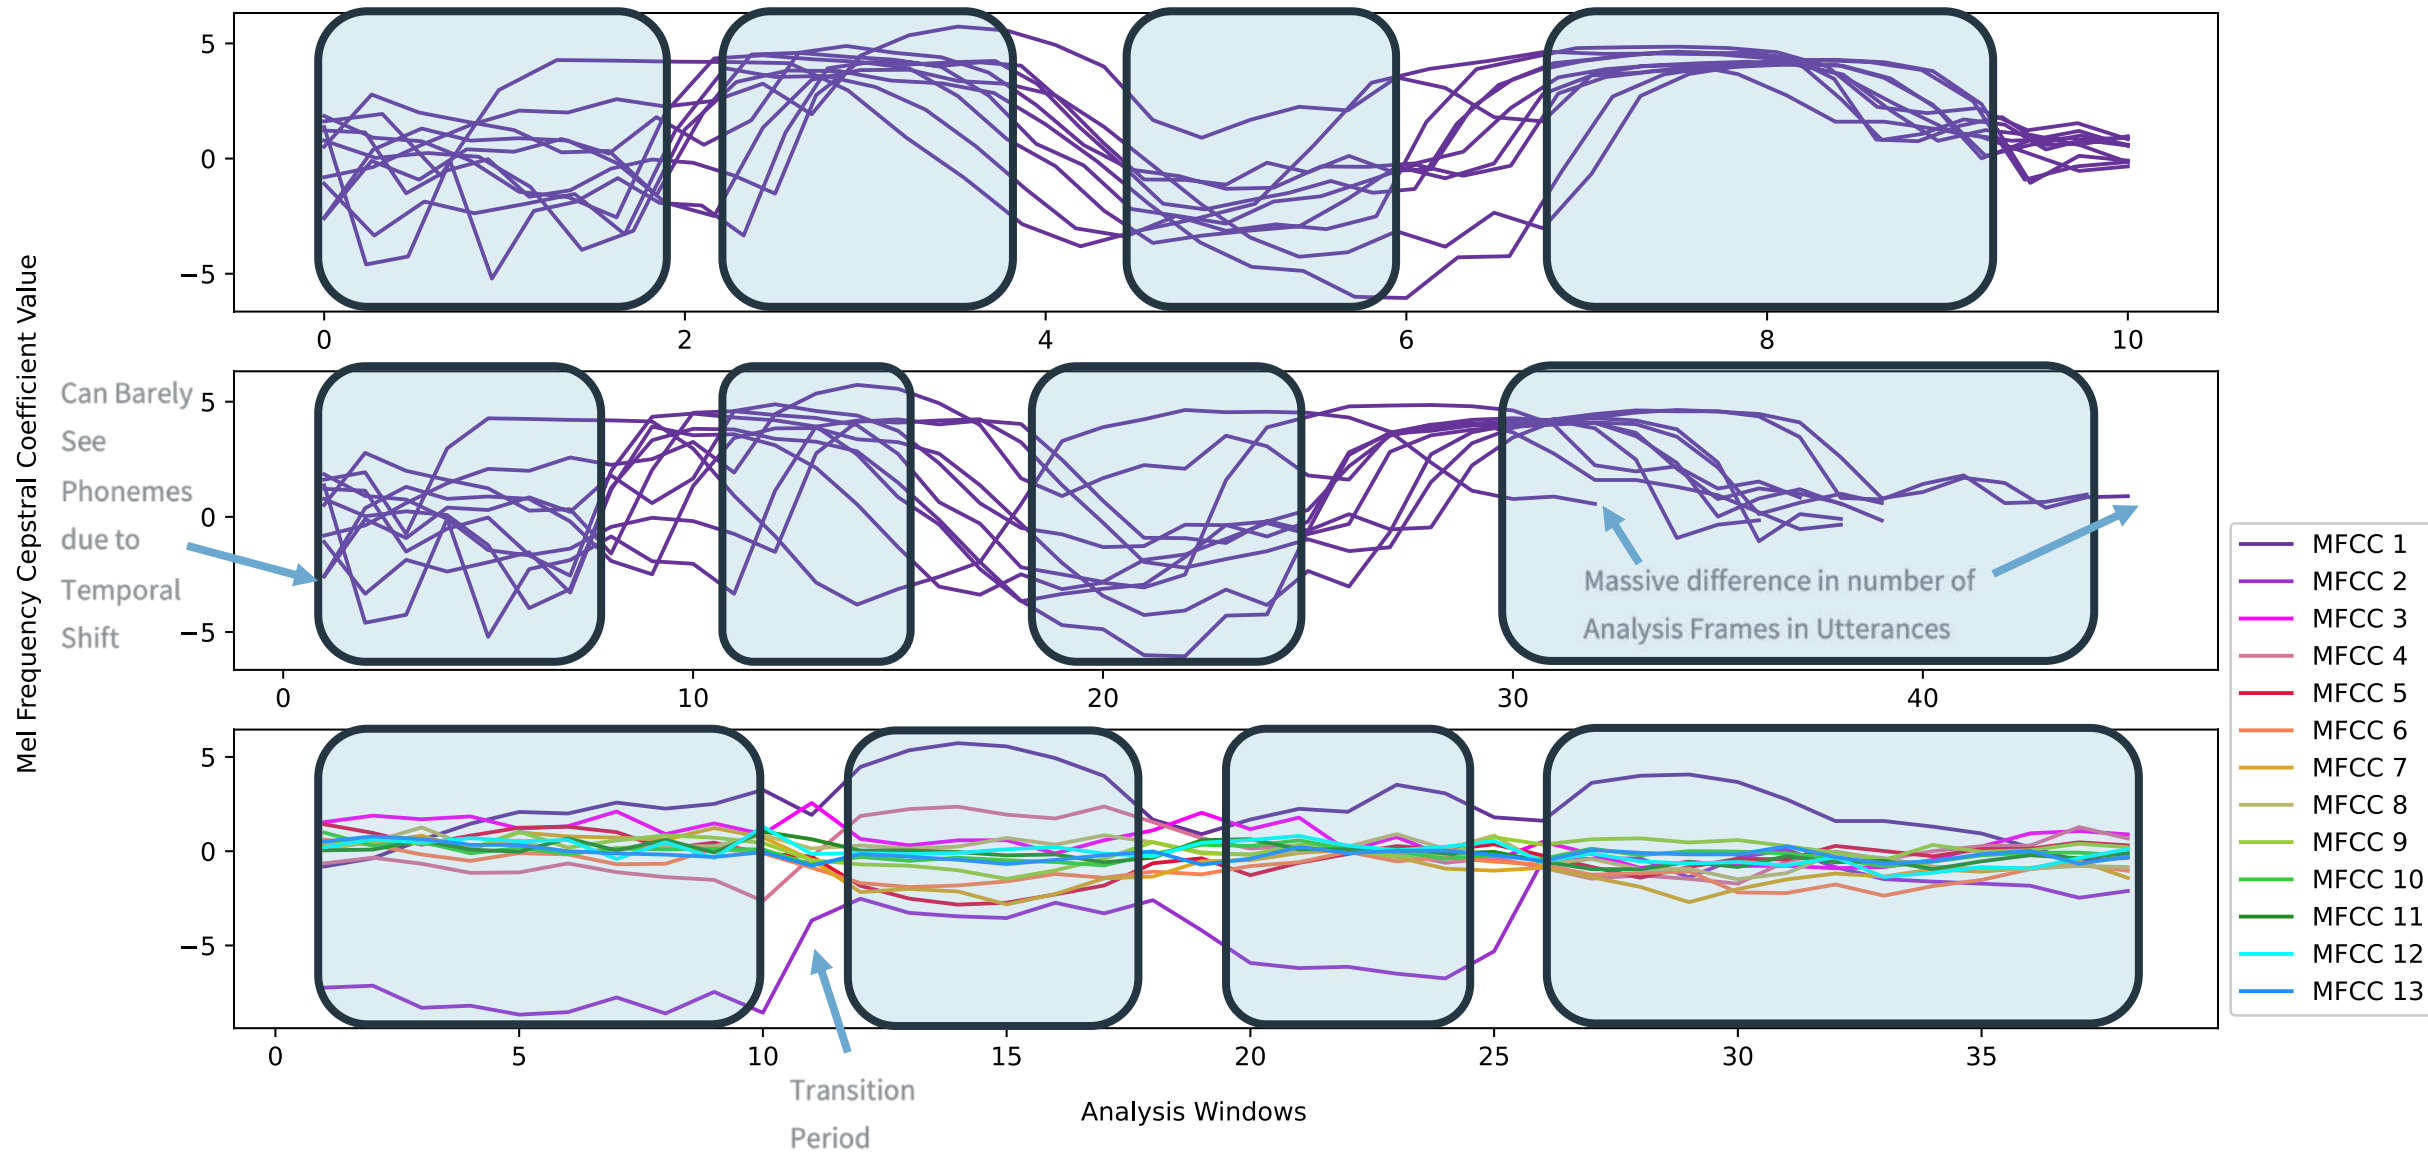 Mel Frequency Cepstral Coefficient Value
5
0
−5
0 2 4 6 8 10
Can Barely
See
Phonemes
due to
Temporal
Shift
5
0
−5
Massive difference in number of
Analysis Frames in Utterances
0 10 20 30 40
5
0
−5
0 5 10 15 20 25 30 35
Transition
Period
Analysis Windows
MFCC 1
MFCC 2
MFCC 3
MFCC 4
MFCC 5
MFCC 6
MFCC 7
MFCC 8
MFCC 9
MFCC 10
MFCC 11
MFCC 12
MFCC 13